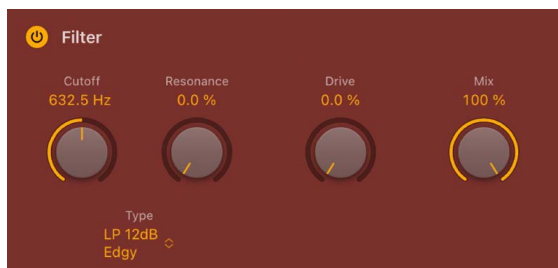 Filter
Cutoff
632.5 Hz
Resonance
0.0 %
Drive
0.0 %
Mix
100 %
Type
LP 12dB
Edgy